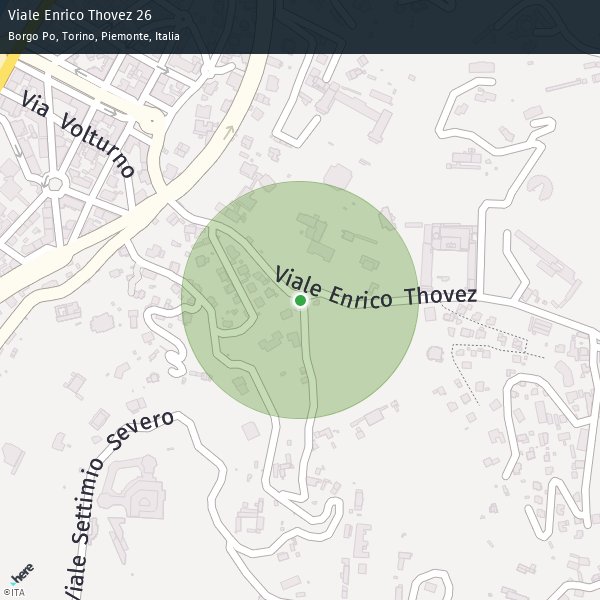 Viale Enrico Thovez 26
Borgo Po, Torino, Piemonte, Italia
Via Volturno
Viale Enrico Thovez
Viale Settimio Severo
here
©ITA